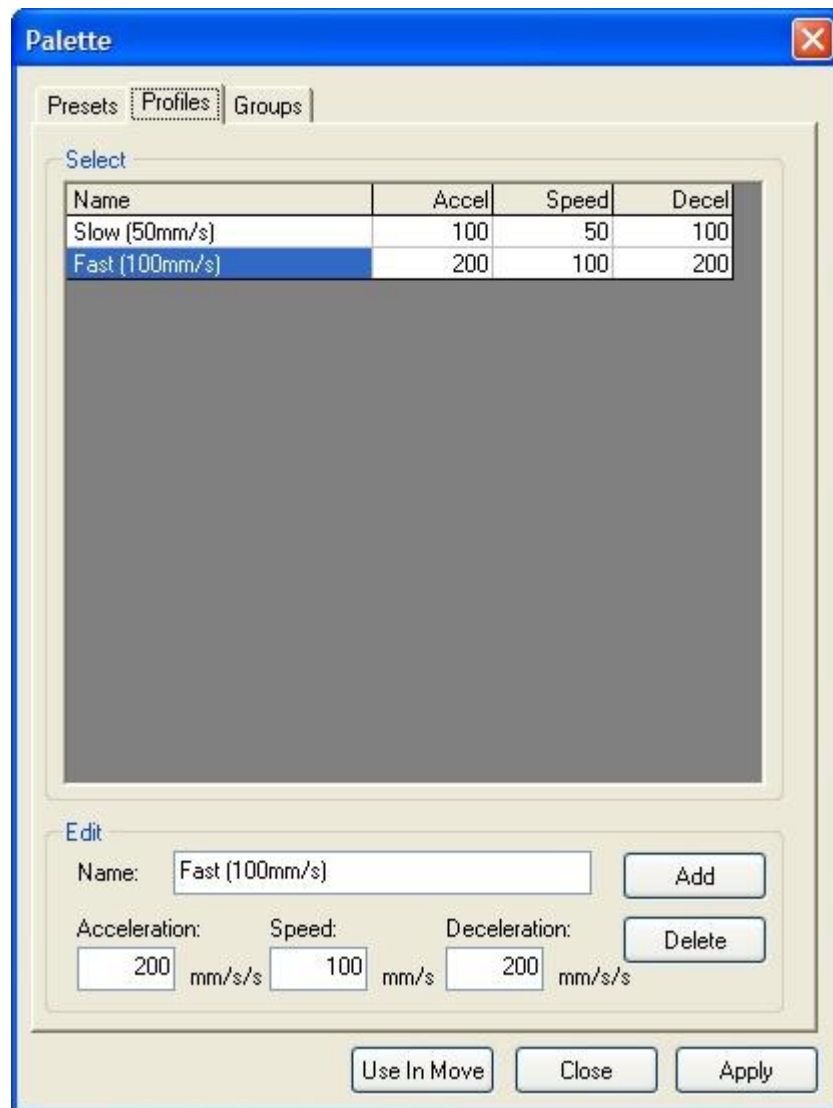 Palette
Presets Profiles Groups
Select
Name Accel Speed Decel
Slow (50mm/s) 100 50 100
Fast (100mm/s) 200 100 200
Edit
Name: Fast (100mm/s) Add
Acceleration: Speed: Deceleration: Delete
200 mm/s/s 100 mm/s 200 mm/s/s
Use In Move Close Apply